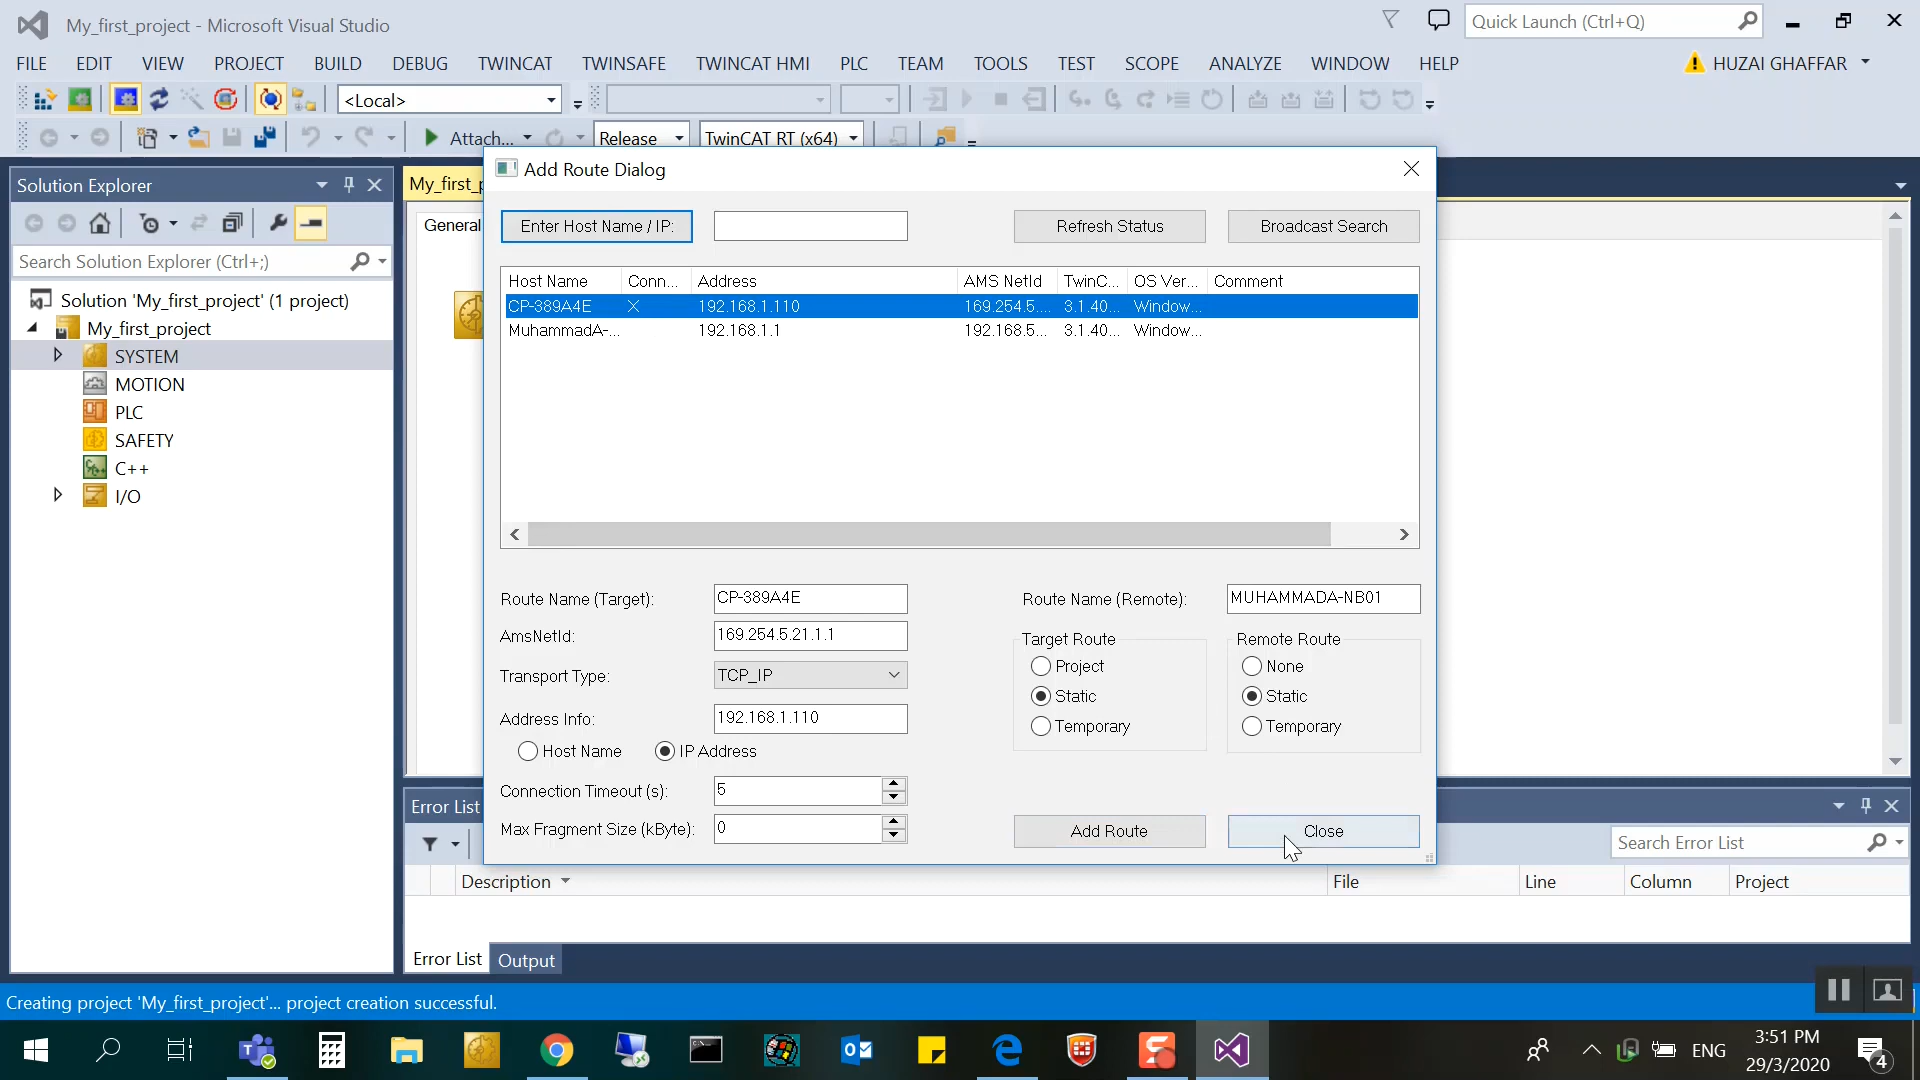 My_first_project - Microsoft Visual Studio
Quick Launch (Ctrl+Q)
FILE EDIT VIEW PROJECT BUILD DEBUG TWINCAT TWINSAFE TWINCAT HMI PLC TEAM TOOLS TEST SCOPE ANALYZE WINDOW HELP
HUZAI GHAFFAR
<Local>
Attach... Release TwinCAT RT (x64)
Solution Explorer
Search Solution Explorer (Ctrl+;)
Solution 'My_first_project' (1 project)
My_first_project
SYSTEM
MOTION
PLC
SAFETY
C++
I/O
My_first_p
General
Add Route Dialog
Enter Host Name / IP:
Refresh Status
Broadcast Search
Host Name Conn... Address AMS NetId TwinC... OS Ver... Comment
CP-389A4E X 192.168.1.110 169.254.5.... 3.1.40... Window...
MuhammadA-... 192.168.1.1 192.168.5... 3.1.40... Window...
Route Name (Target): CP-389A4E
Route Name (Remote): MUHAMMADA-NB01
AmsNetId: 169.254.5.21.1.1
Target Route
Remote Route
Project
None
Transport Type: TCP_IP
Static
Static
Address Info: 192.168.1.110
Temporary
Temporary
Host Name IP Address
Connection Timeout (s): 5
Max Fragment Size (kByte): 0
Add Route
Close
Error List
Search Error List
Description File Line Column Project
Error List Output
Creating project 'My_first_project'... project creation successful.
ENG
3:51 PM
29/3/2020
4